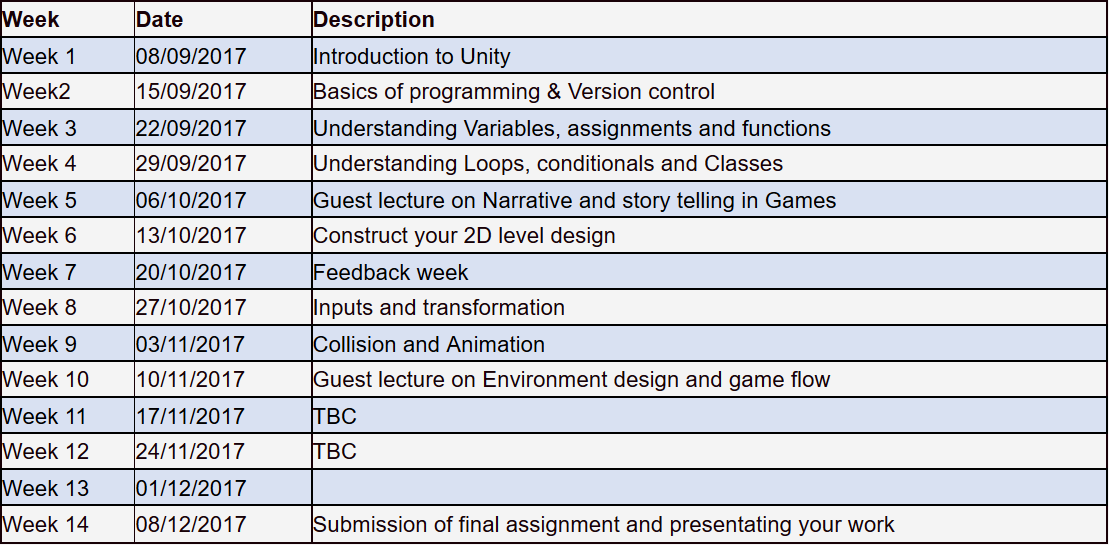 Week Date Description
Week 1 08/09/2017 Introduction to Unity
Week2 15/09/2017 Basics of programming & Version control
Week 3 22/09/2017 Understanding Variables, assignments and functions
Week 4 29/09/2017 Understanding Loops, conditionals and Classes
Week 5 06/10/2017 Guest lecture on Narrative and story telling in Games
Week 6 13/10/2017 Construct your 2D level design
Week 7 20/10/2017 Feedback week
Week 8 27/10/2017 Inputs and transformation
Week 9 03/11/2017 Collision and Animation
Week 10 10/11/2017 Guest lecture on Environment design and game flow
Week 11 17/11/2017 TBC
Week 12 24/11/2017 TBC
Week 13 01/12/2017
Week 14 08/12/2017 Submission of final assignment and presentating your work